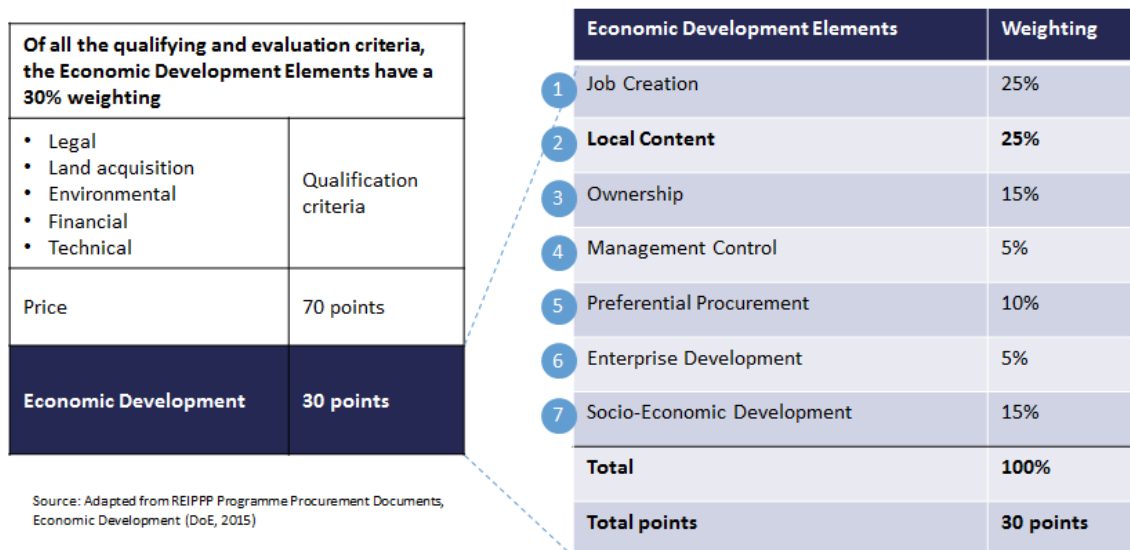 Of all the qualifying and evaluation criteria,
the Economic Development Elements have a
30% weighting
• Legal
• Land acquisition
• Environmental
• Financial
• Technical
Qualification
criteria
Price 70 points
Economic Development 30 points
Source: Adapted from REIPPP Programme Procurement Documents,
Economic Development (DoE, 2015)
Economic Development Elements Weighting
1 Job Creation 25%
2 Local Content 25%
3 Ownership 15%
4 Management Control 5%
5 Preferential Procurement 10%
6 Enterprise Development 5%
7 Socio-Economic Development 15%
Total 100%
Total points 30 points